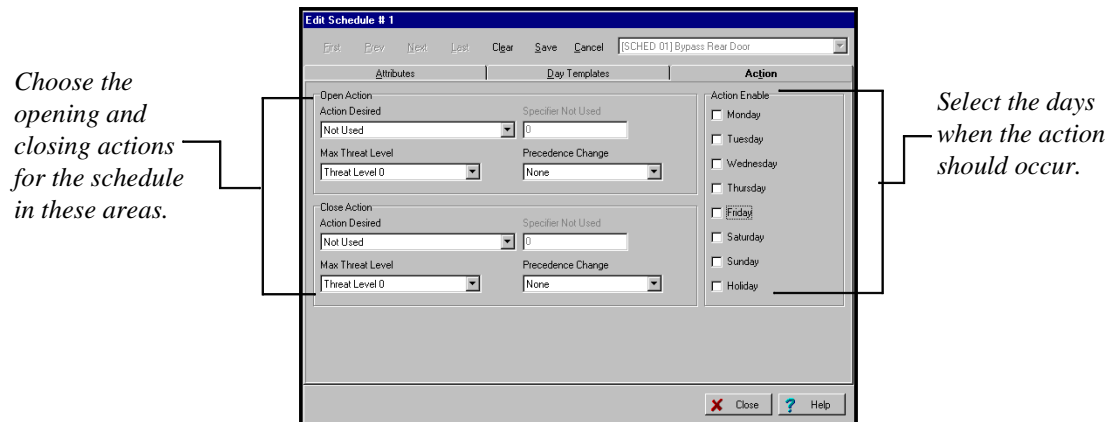 Edit Schedule # 1
First Prev Next Last Clear Save Cancel [SCHED 01] Bypass Rear Door
Attributes Day Templates Action
Choose the
opening and
closing actions
for the schedule
in these areas.
Open Action
Action Desired Specifier Not Used
Not Used 0
Max Threat Level Precedence Change
Threat Level 0 None
Close Action
Action Desired Specifier Not Used
Not Used 0
Max Threat Level Precedence Change
Threat Level 0 None
Action Enable
Monday
Tuesday
Wednesday
Thursday
Friday
Saturday
Sunday
Holiday
Select the days
when the action
should occur.
Close ? Help